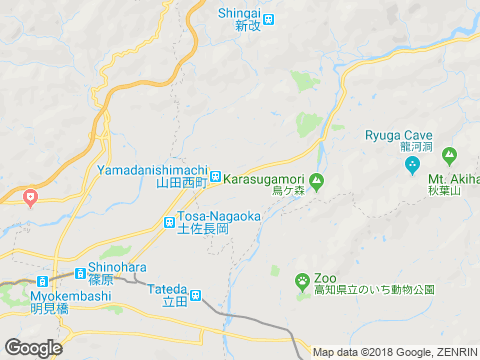 Shingai
新改
Ryuga Cave
龍河洞
Yamadanishimachi
山田西町
Karasugamori
烏ケ森
Mt. Akiha
秋葉山
Tosa-Nagaoka
土佐長岡
Shinohara
篠原
Zoo
高知県立のいち動物公園
Myokembashi
明見橋
Tateda
立田
Google
Map data ©2018 Google, ZENRIN